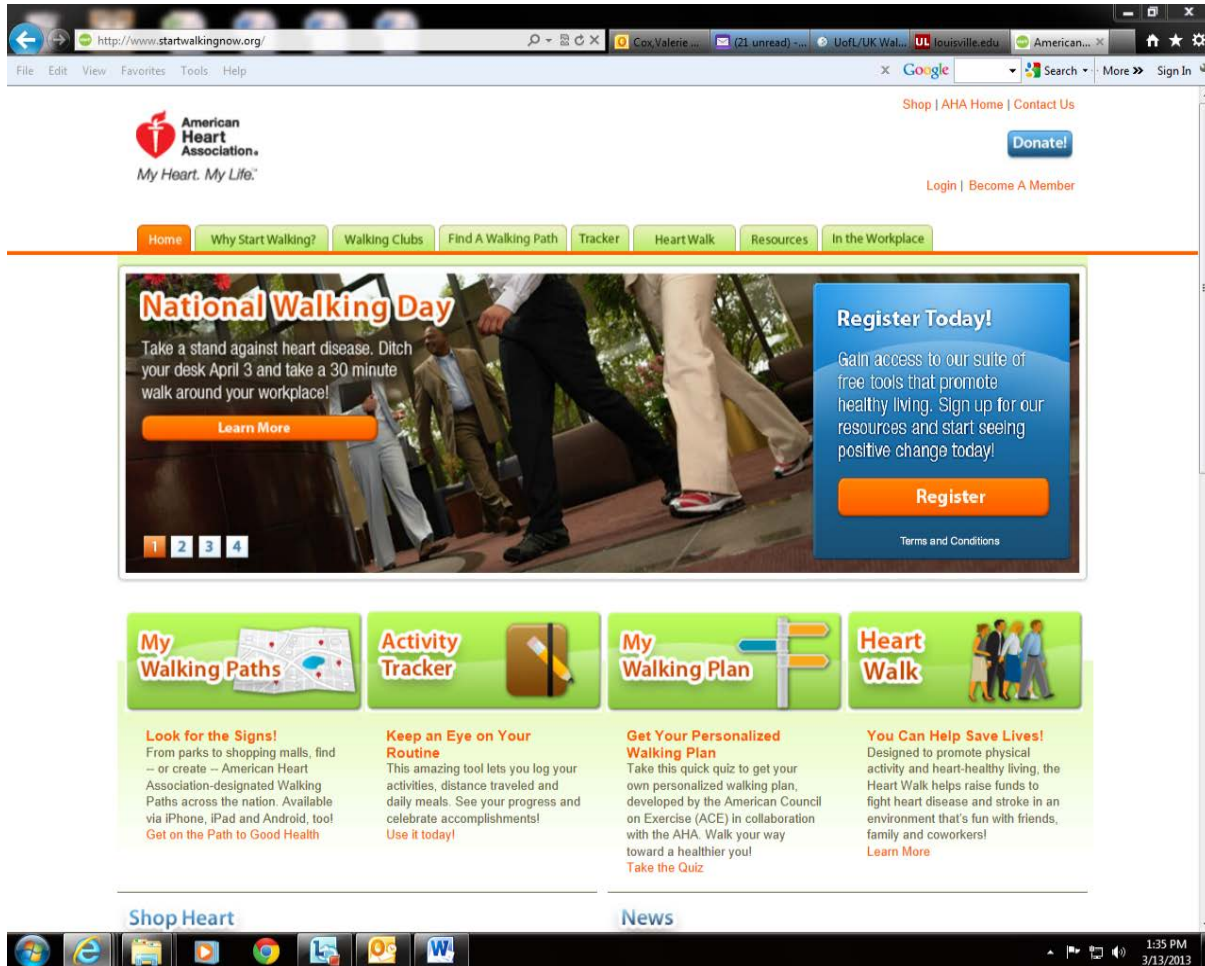 http://www.startwalkingnow.org/
Cox,Valerie ...
(21 unread) -...
UofL/UK Wal...
UL louisville.edu
American...
File Edit View Favorites Tools Help
Google
Search
More
Sign In
Shop | AHA Home | Contact Us
American
Heart
Association®
My Heart. My Life.™
Donate!
Login | Become A Member
Home
Why Start Walking?
Walking Clubs
Find A Walking Path
Tracker
Heart Walk
Resources
In the Workplace
National Walking Day
Take a stand against heart disease. Ditch
your desk April 3 and take a 30 minute
walk around your workplace!
Learn More
1 2 3 4
Register Today!
Gain access to our suite of
free tools that promote
healthy living. Sign up for our
resources and start seeing
positive change today!
Register
Terms and Conditions
My
Walking Paths
Look for the Signs!
From parks to shopping malls, find
-- or create -- American Heart
Association-designated Walking
Paths across the nation. Available
via iPhone, iPad and Android, too!
Get on the Path to Good Health
Activity
Tracker
Keep an Eye on Your
Routine
This amazing tool lets you log your
activities, distance traveled and
daily meals. See your progress and
celebrate accomplishments!
Use it today!
My
Walking Plan
Get Your Personalized
Walking Plan
Take this quick quiz to get your
own personalized walking plan,
developed by the American Council
on Exercise (ACE) in collaboration
with the AHA. Walk your way
toward a healthier you!
Take the Quiz
Heart
Walk
You Can Help Save Lives!
Designed to promote physical
activity and heart-healthy living, the
Heart Walk helps raise funds to
fight heart disease and stroke in an
environment that's fun with friends,
family and coworkers!
Learn More
Shop Heart
News
1:35 PM
3/13/2013